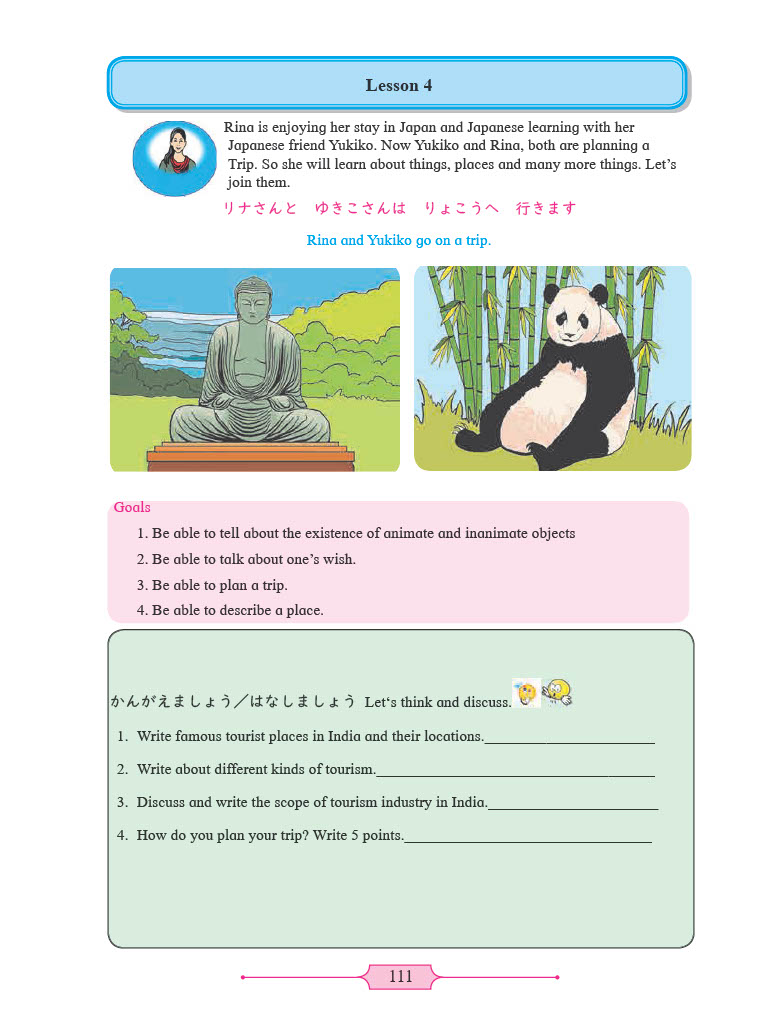 Lesson 4
Rina is enjoying her stay in Japan and Japanese learning with her
Japanese friend Yukiko. Now Yukiko and Rina, both are planning a
Trip. So she will learn about things, places and many more things. Let’s
join them.
リナさんと　ゆきこさんは　りょこうへ　行きます
Rina and Yukiko go on a trip.
Goals
1. Be able to tell about the existence of animate and inanimate objects
2. Be able to talk about one’s wish.
3. Be able to plan a trip.
4. Be able to describe a place.
かんがえましょう／はなしましょう Let‘s think and discuss.
1. Write famous tourist places in India and their locations.______________________
2. Write about different kinds of tourism.____________________________________
3. Discuss and write the scope of tourism industry in India.______________________
4. How do you plan your trip? Write 5 points.________________________________
111